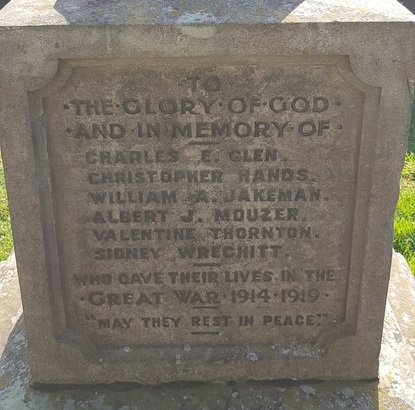 TO
·THE·GLORY·OF·GOD·
·AND·IN·MEMORY·OF·
CHARLES E. GLEN.
CHRISTOPHER HANDS.
WILLIAM A. JAKEMAN.
ALBERT J. MOUZER.
VALENTINE THORNTON.
SIDNEY WRECHITT.
WHO GAVE THEIR LIVES IN THE
·GREAT·WAR·1914·1919·
"MAY THEY REST IN PEACE."